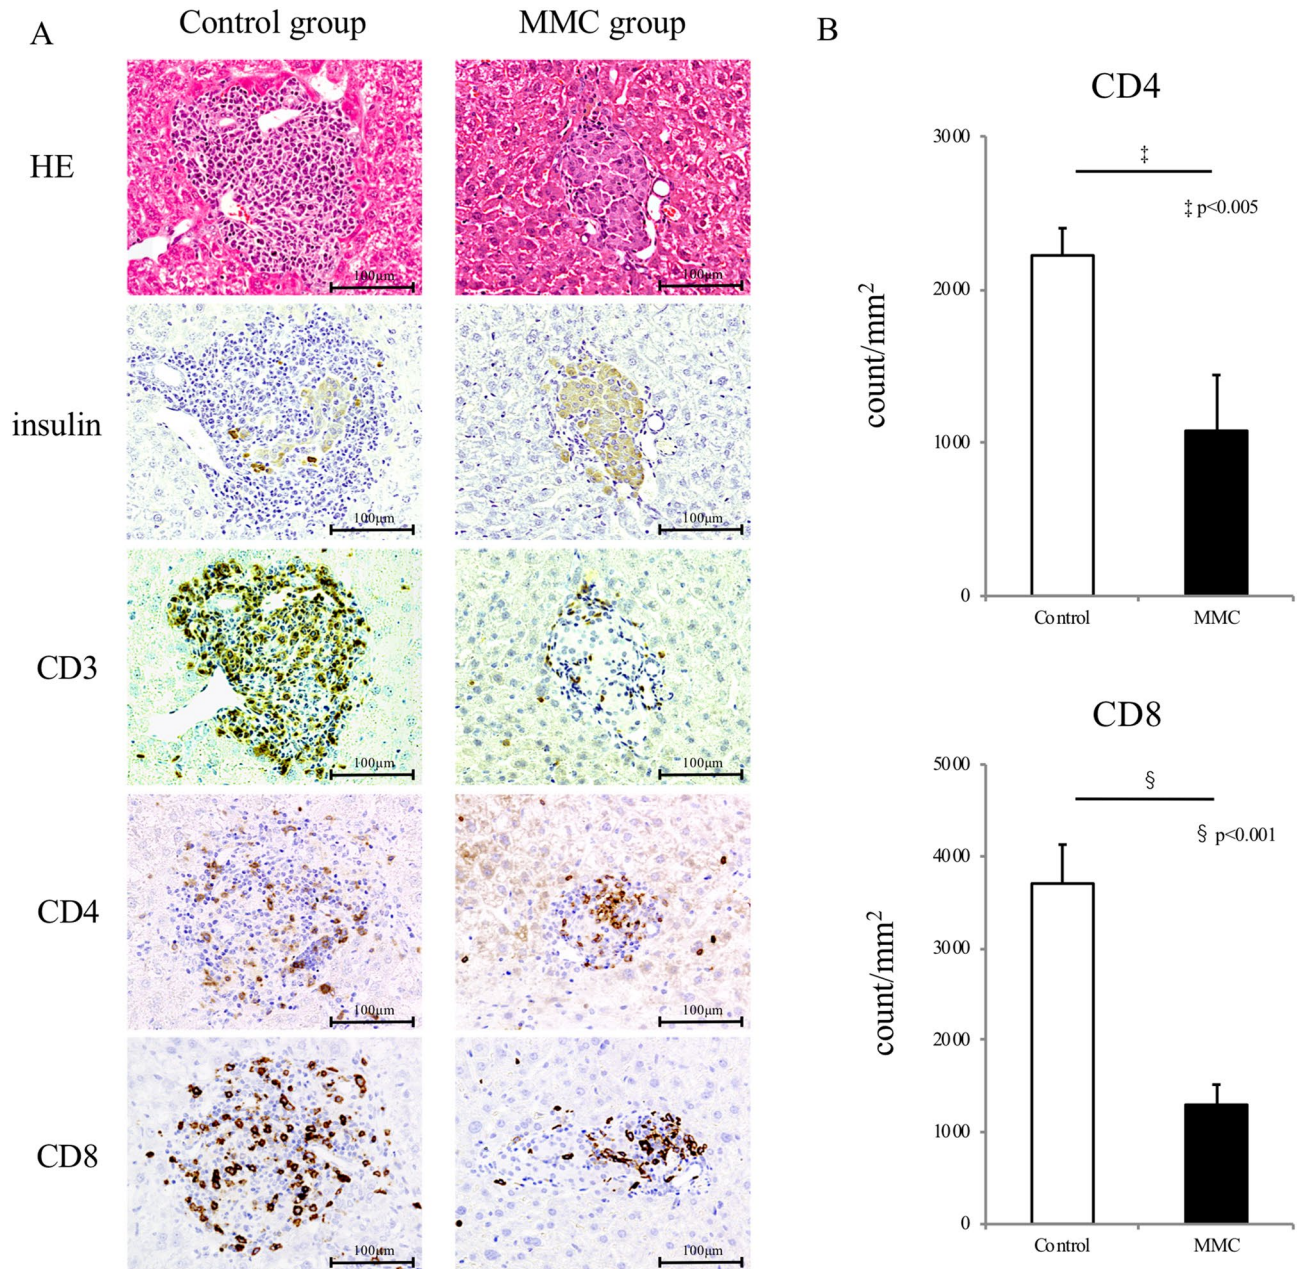 A
Control group
MMC group
HE
100μm
100μm
insulin
100μm
100μm
CD3
100μm
100μm
CD4
100μm
100μm
CD8
100μm
100μm
B
CD4
3000
2000
1000
0
count/mm²
‡
‡ p<0.005
Control
MMC
CD8
5000
4000
3000
2000
1000
0
count/mm²
§
§ p<0.001
Control
MMC